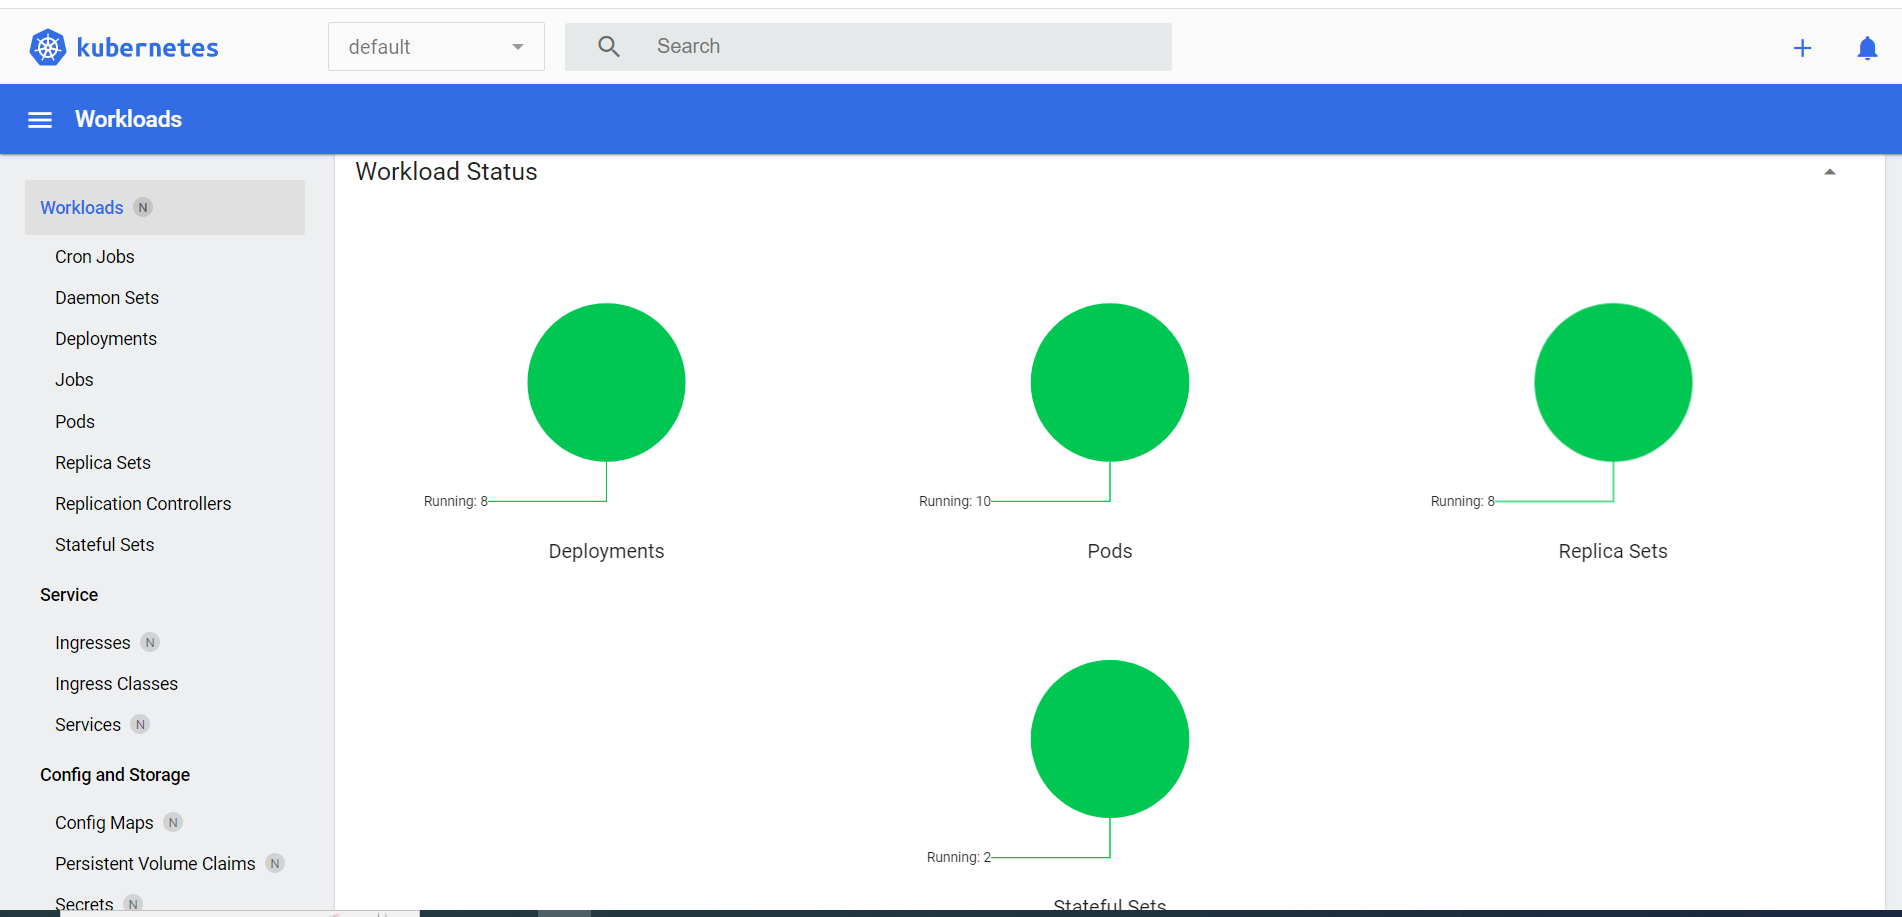 kubernetes
default
Search
Workloads
Workloads N
Cron Jobs
Daemon Sets
Deployments
Jobs
Pods
Replica Sets
Replication Controllers
Stateful Sets
Service
Ingresses N
Ingress Classes
Services N
Config and Storage
Config Maps N
Persistent Volume Claims N
Secrets N
Workload Status
Running: 8
Deployments
Running: 10
Pods
Running: 8
Replica Sets
Running: 2
Stateful Sets